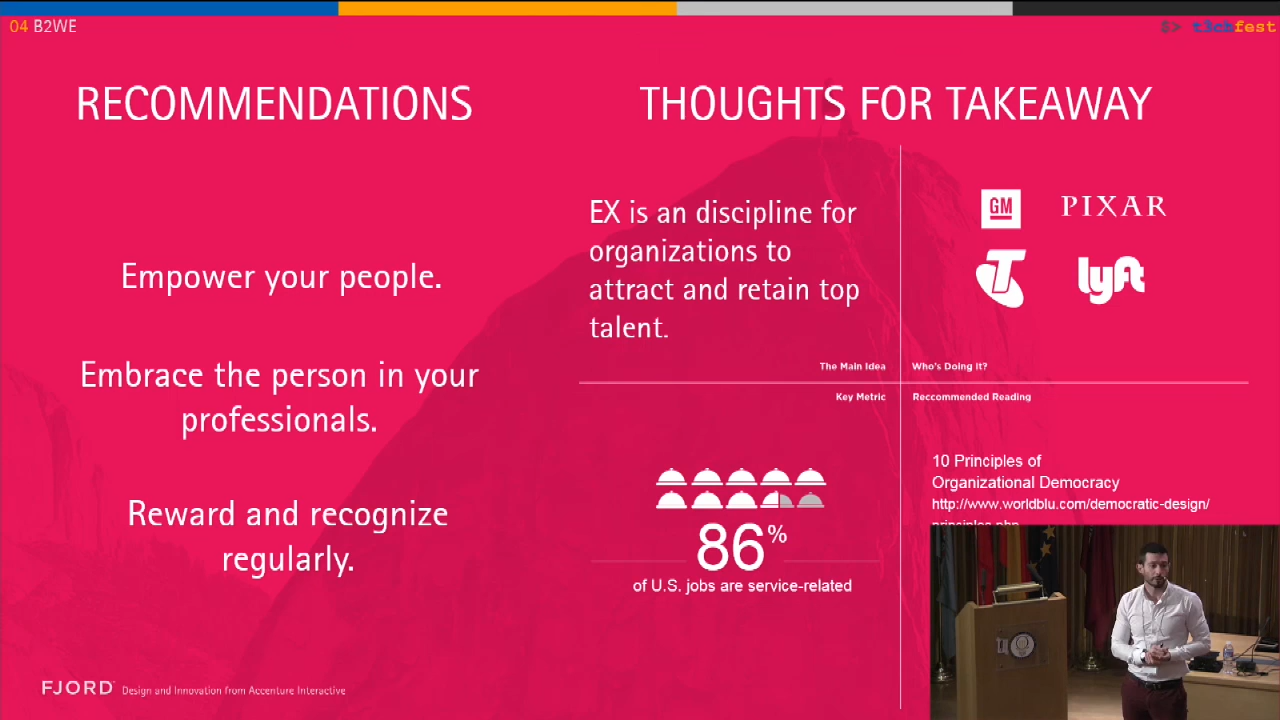 04 B2WE
$> t3chfest
RECOMMENDATIONS
Empower your people.
Embrace the person in your
professionals.
Reward and recognize
regularly.
THOUGHTS FOR TAKEAWAY
EX is an discipline for
organizations to
attract and retain top
talent.
The Main Idea
GM
PIXAR
T
lyft
Who's Doing It?
Key Metric
86%
of U.S. jobs are service-related
Reccommended Reading
10 Principles of
Organizational Democracy
http://www.worldblu.com/democratic-design/
principles.php
FJORD Design and Innovation from Accenture Interactive